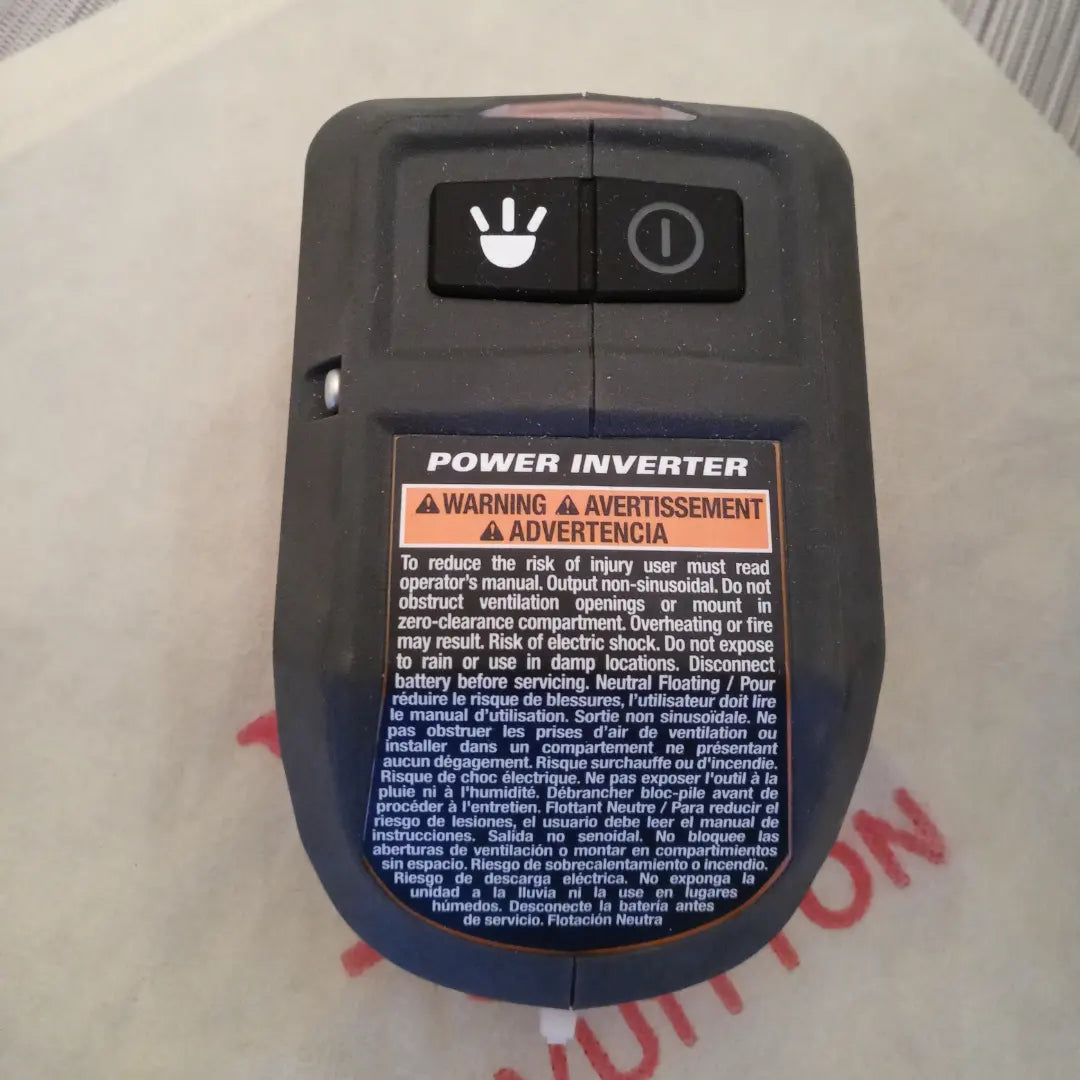 POWER INVERTER
⚠ WARNING ⚠ AVERTISSEMENT
⚠ ADVERTENCIA
To reduce the risk of injury user must read
operator's manual. Output non-sinusoidal. Do not
obstruct ventilation openings or mount in
zero-clearance compartment. Overheating or fire
may result. Risk of electric shock. Do not expose
to rain or use in damp locations. Disconnect
battery before servicing. Neutral Floating / Pour
réduire le risque de blessures, l'utilisateur doit lire
le manual d'utilisation. Sortie non sinusoïdale. Ne
pas obstruer les prises d'air de ventilation ou
installer dans un compartement ne présentant
aucun dégagement. Risque surchauffe ou d'incendie.
Risque de choc électrique. Ne pas exposer l'outil à la
pluie ni à l'humidité. Débrancher bloc-pile avant de
procéder à l'entretien. Flottant Neutre / Para reducir el
riesgo de lesiones, el usuario debe leer el manual de
instrucciones. Salida no senoidal. No bloquee las
aberturas de ventilación o montar en compartimientos
sin espacio. Riesgo de sobrecalentamiento o incendio.
Riesgo de descarga eléctrica. No exponga la
unidad a la lluvia ni la use en lugares
húmedos. Desconecte la batería antes
de servicio. Flotación Neutra